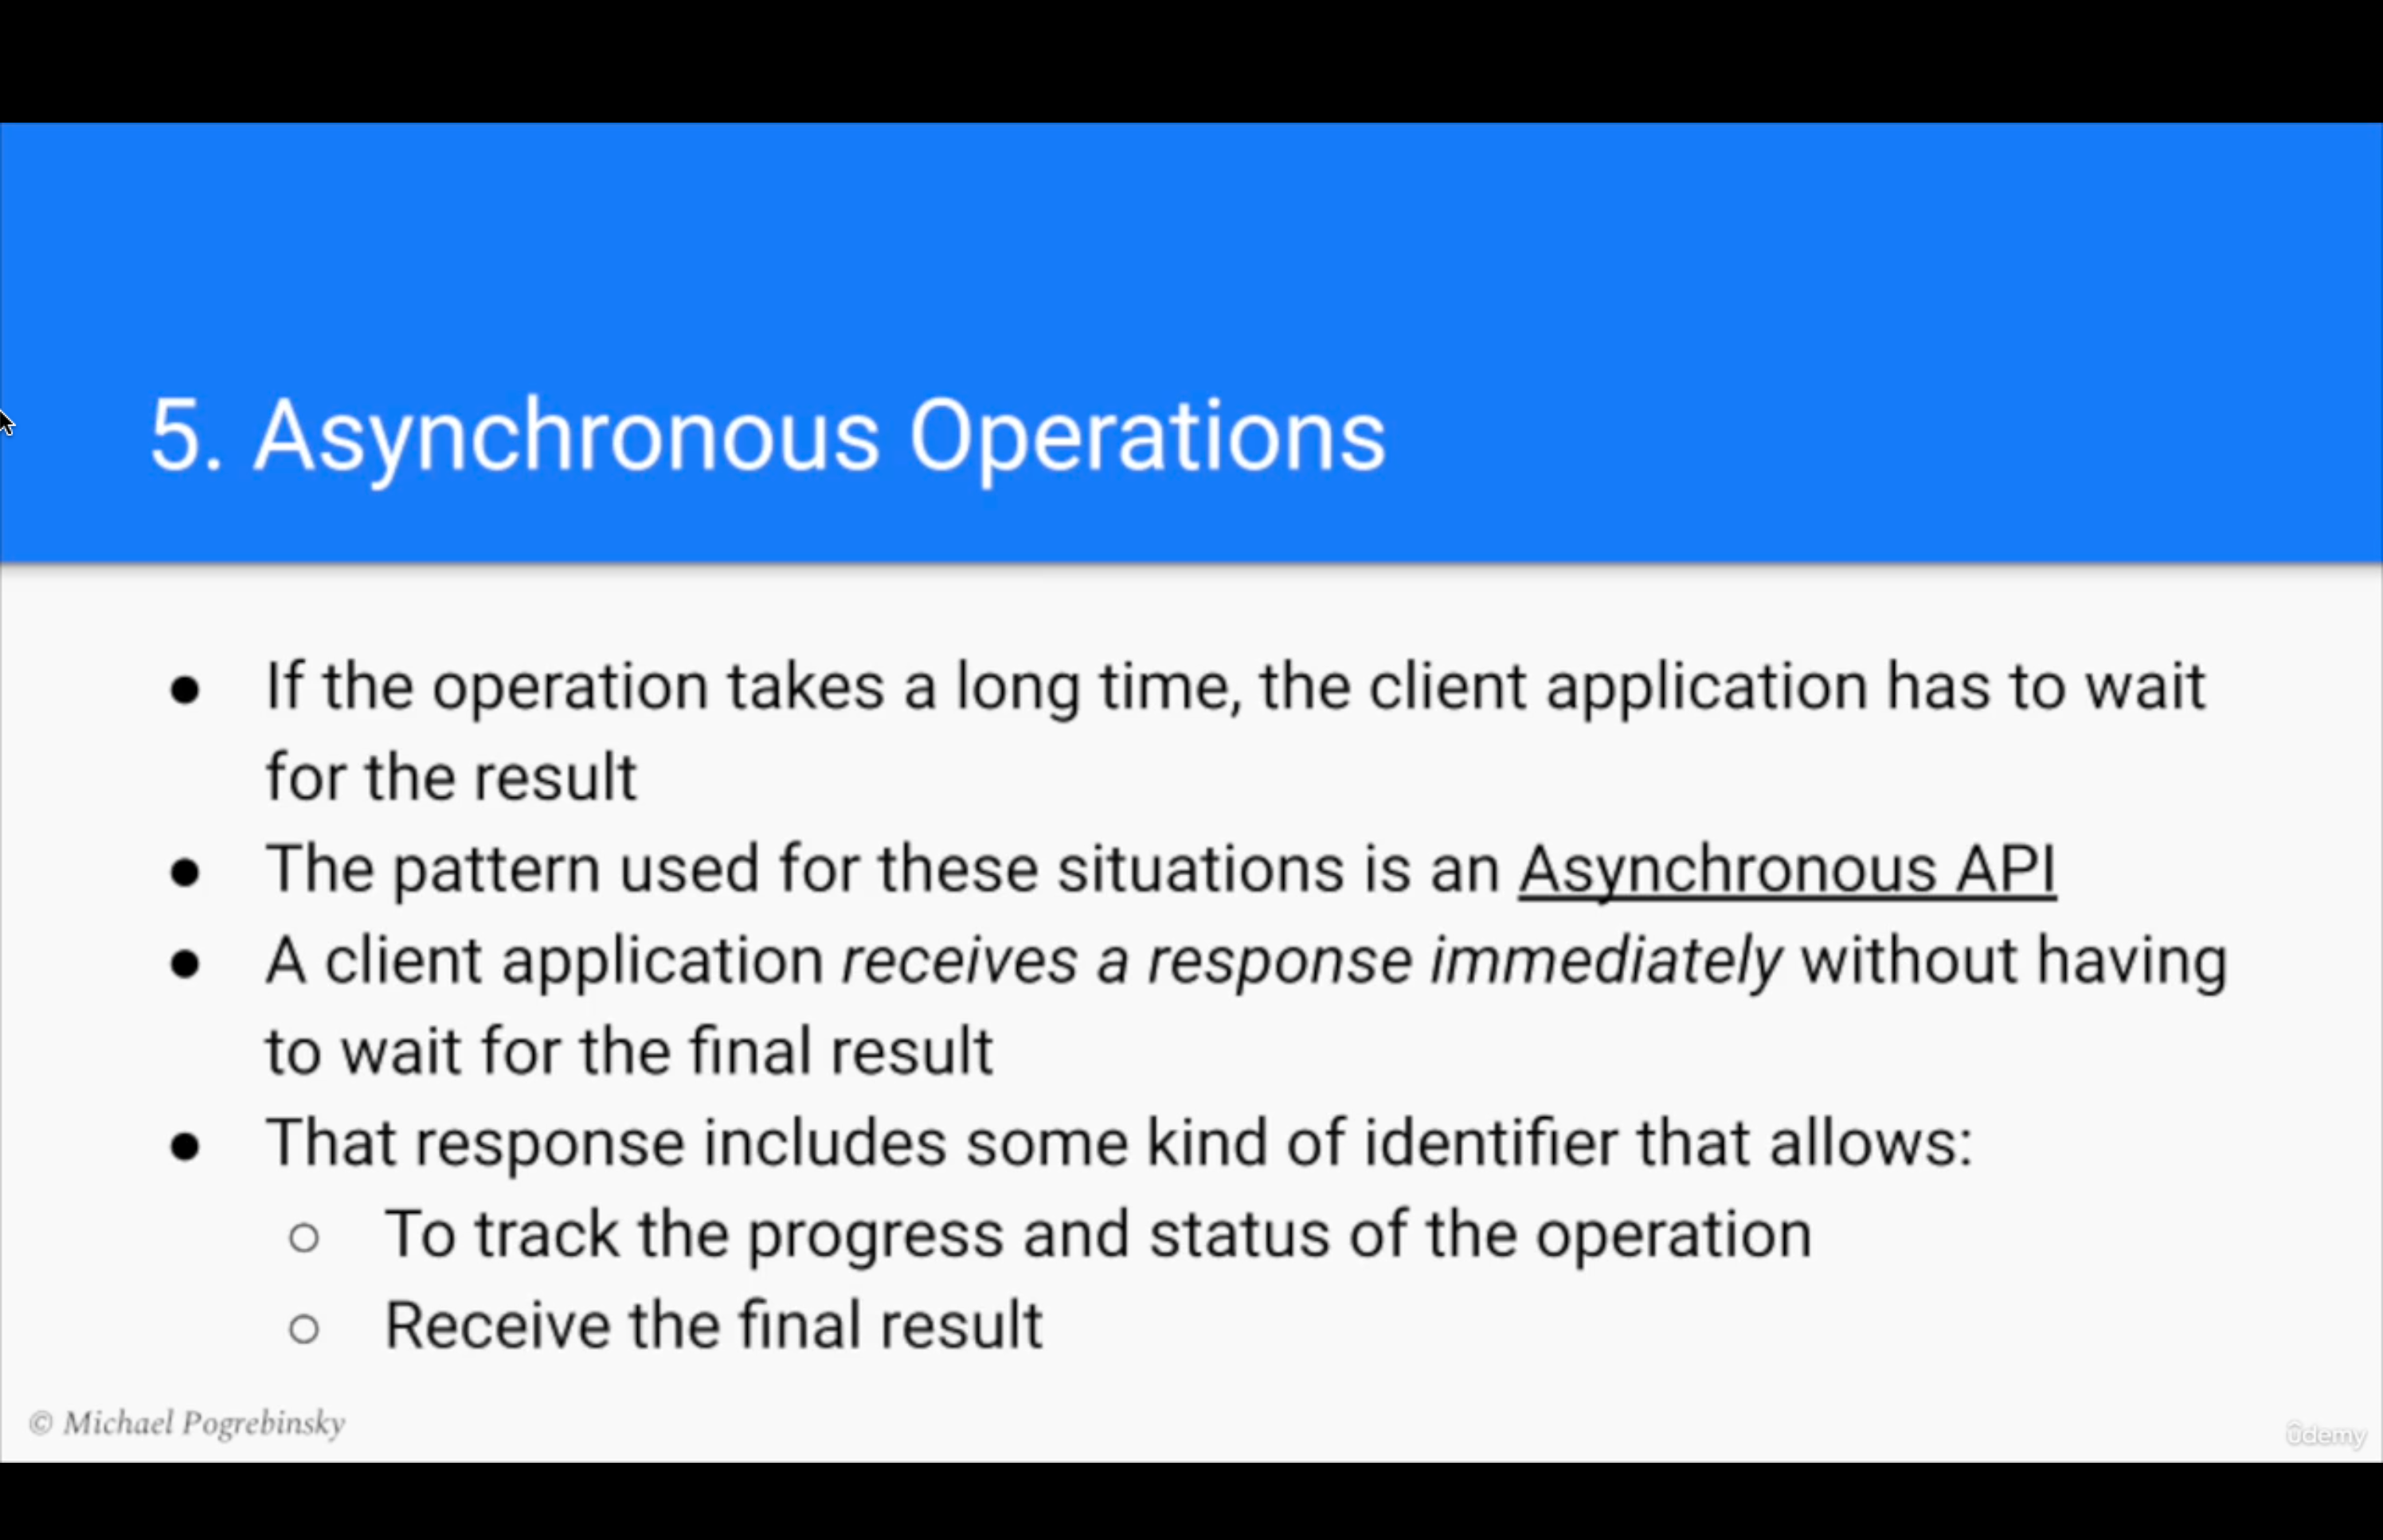 5. Asynchronous Operations
● If the operation takes a long time, the client application has to wait
for the result
● The pattern used for these situations is an Asynchronous API
● A client application receives a response immediately without having
to wait for the final result
● That response includes some kind of identifier that allows:
○ To track the progress and status of the operation
○ Receive the final result
© Michael Pogrebinsky
ûdemy